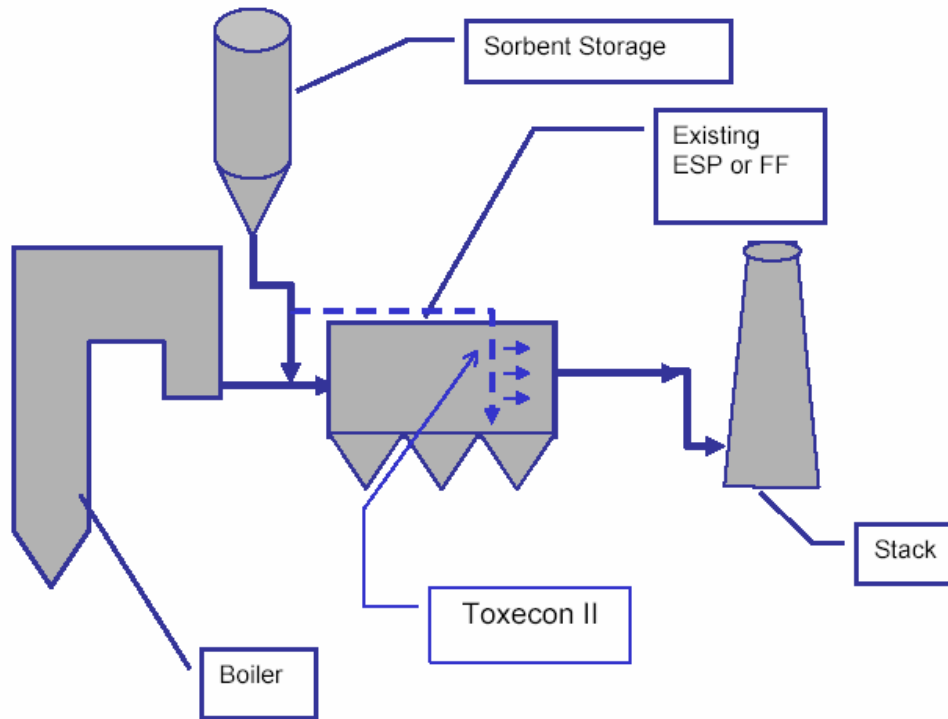 Sorbent Storage
Existing
ESP or FF
Toxecon II
Stack
Boiler